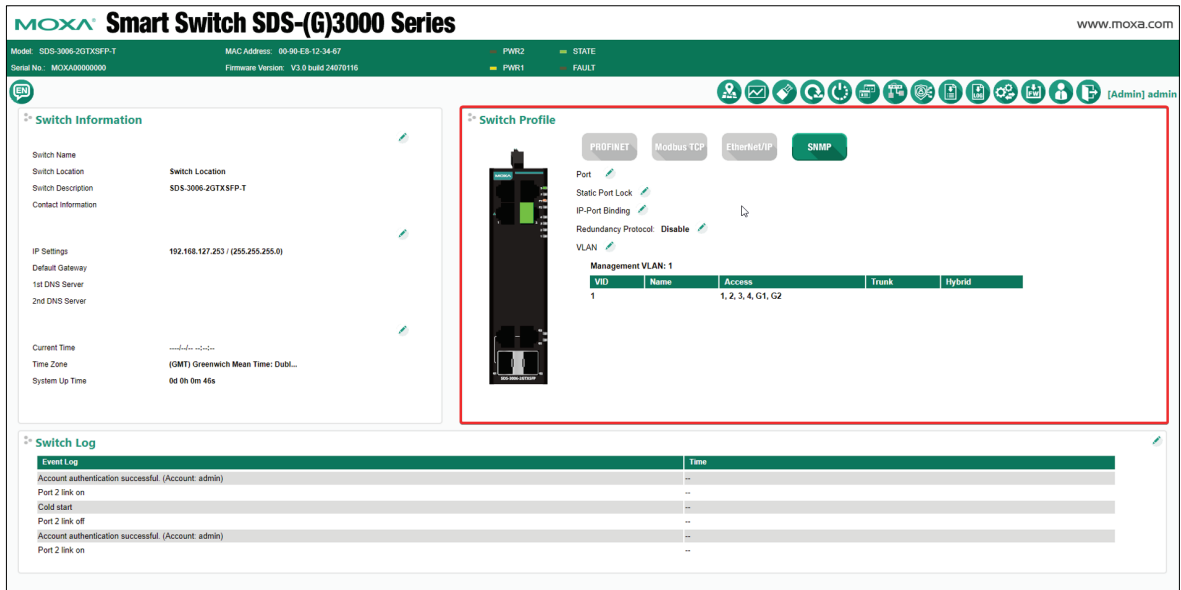 MOXA Smart Switch SDS-(G)3000 Series
www.moxa.com
Model: SDS-3006-2GTXSFP-T MAC Address: 00-90-E8-12-34-67 PWR2 STATE
Serial No.: MOXA00000000 Firmware Version: V3.0 build 24070116 PWR1 FAULT
EN
LOG
FW
[Admin] admin
Switch Information
Switch Name
Switch Location Switch Location
Switch Description SDS-3006-2GTXSFP-T
Contact Information
IP Settings 192.168.127.253 / (255.255.255.0)
Default Gateway
1st DNS Server
2nd DNS Server
Current Time ----/--/-- --:--:--
Time Zone (GMT) Greenwich Mean Time: Dubl...
System Up Time 0d 0h 0m 46s
Switch Profile
MOXA
SDS-3006-2GTXSFP
PROFINET Modbus TCP EtherNet/IP SNMP
Port
Static Port Lock
IP-Port Binding
Redundancy Protocol: Disable
VLAN
Management VLAN: 1
VID Name Access Trunk Hybrid
1 1, 2, 3, 4, G1, G2
Switch Log
Event Log Time
Account authentication successful. (Account: admin) --
Port 2 link on --
Cold start --
Port 2 link off --
Account authentication successful. (Account: admin) --
Port 2 link on --